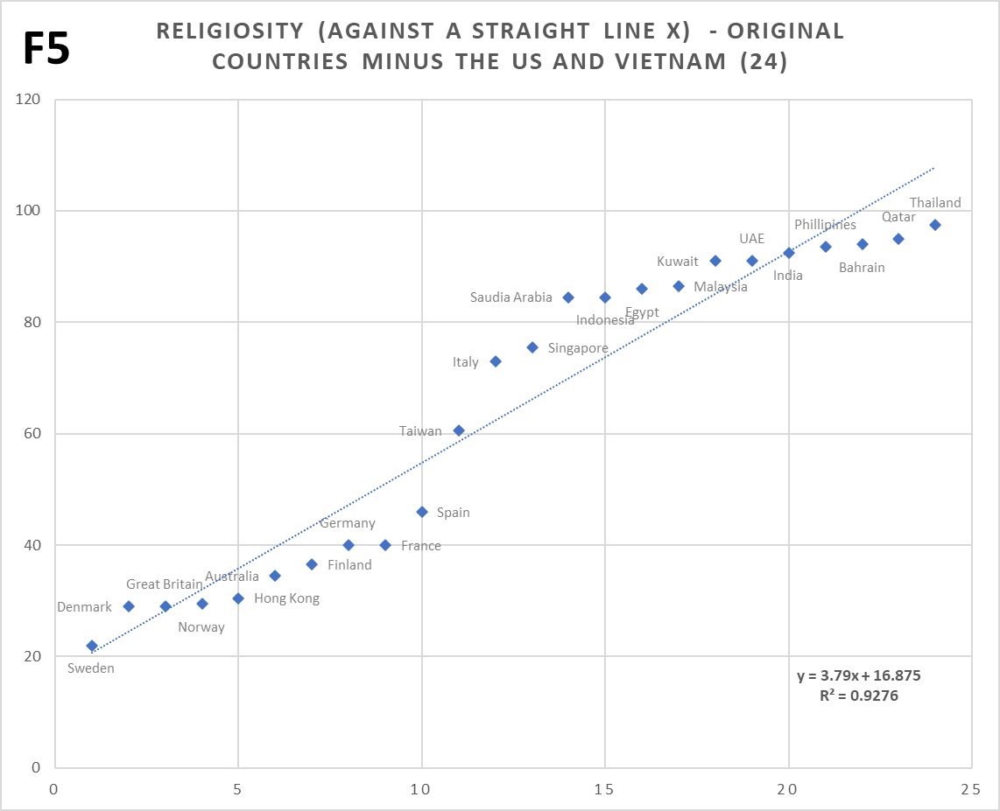 F5
RELIGIOSITY (AGAINST A STRAIGHT LINE X) - ORIGINAL
COUNTRIES MINUS THE US AND VIETNAM (24)
120
100
80
60
40
20
0
Thailand
Qatar
Phillipines
UAE
Kuwait
Bahrain
India
Malaysia
Saudia Arabia
Egypt
Indonesia
Singapore
Italy
Taiwan
Spain
Germany
France
Finland
Australia
Great Britain
Hong Kong
Denmark
Norway
Sweden
y = 3.79x + 16.875
R² = 0.9276
0 5 10 15 20 25